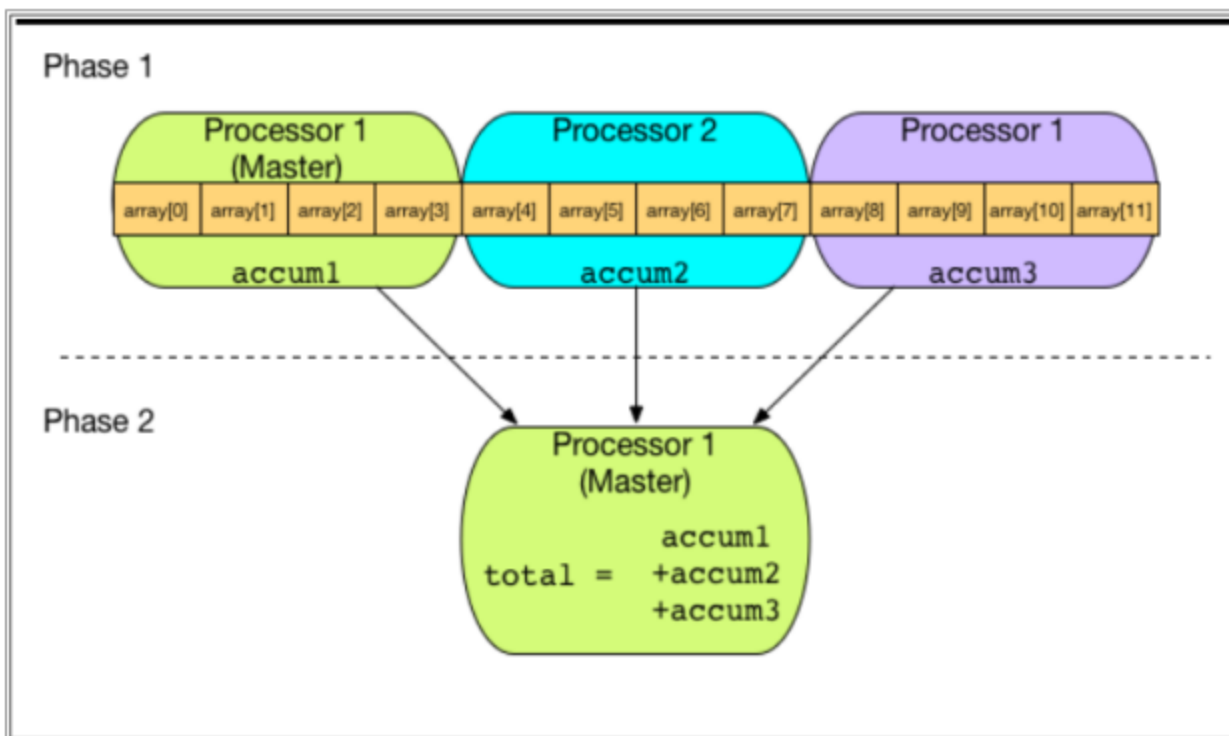 Phase 1
Processor 1
(Master)
Processor 2
Processor 1
array[0] array[1] array[2] array[3] array[4] array[5] array[6] array[7] array[8] array[9] array[10] array[11]
accum1 accum2 accum3
Phase 2
Processor 1
(Master)
accum1
total = +accum2
+accum3